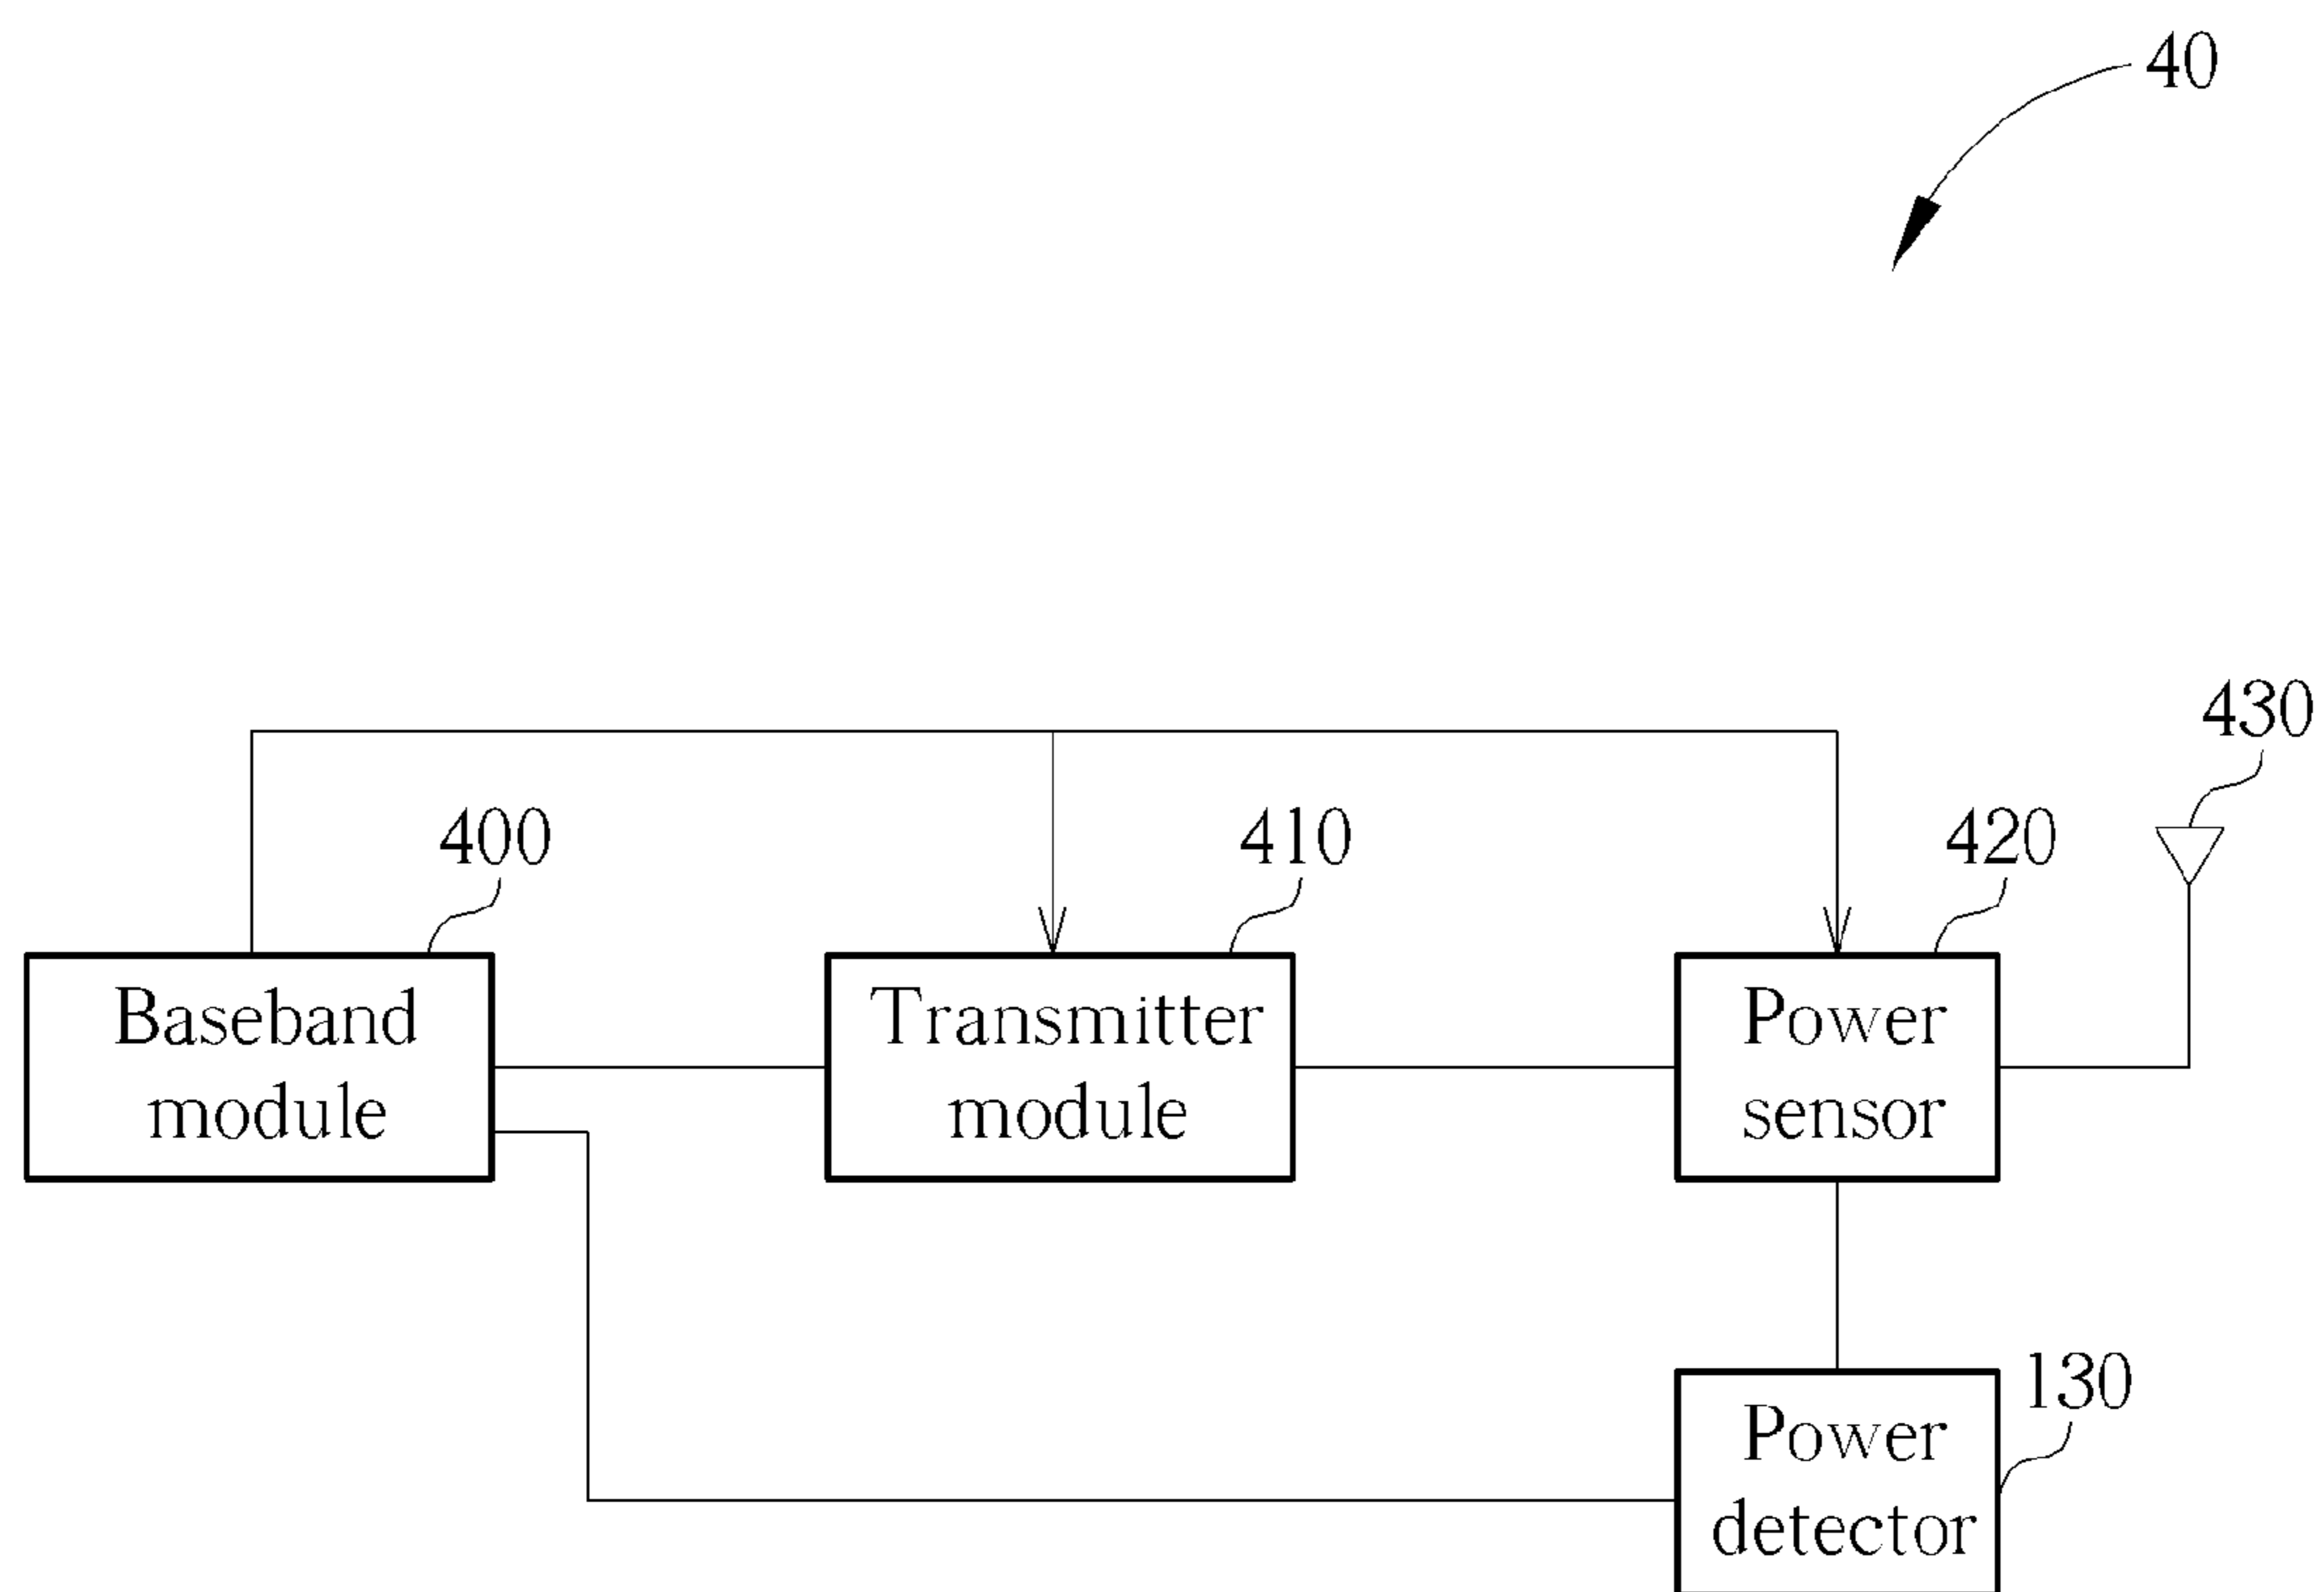 40
430
400
410
420
Baseband
module
Transmitter
module
Power
sensor
130
Power
detector